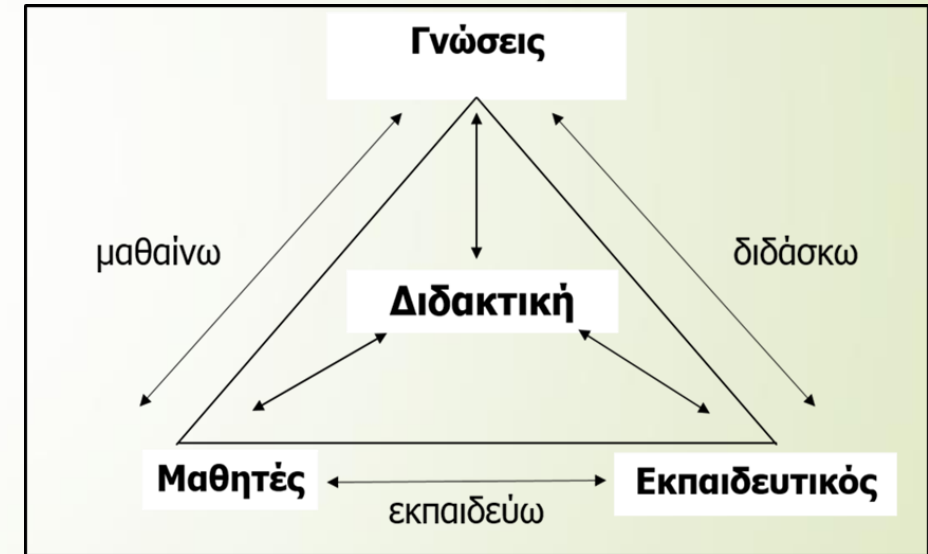 Γνώσεις
μαθαίνω
διδάσκω
Διδακτική
Μαθητές
Εκπαιδευτικός
εκπαιδεύω